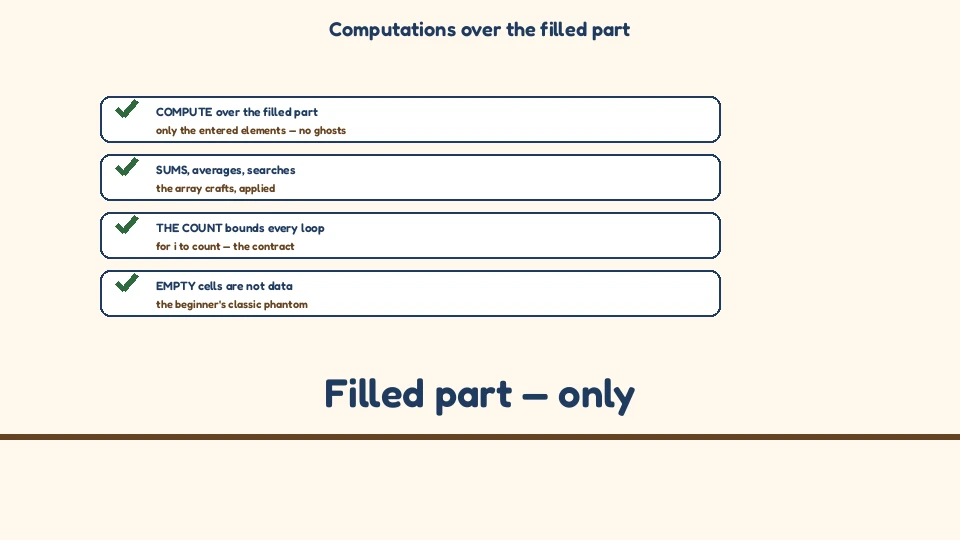 Computations over the filled part
COMPUTE over the filled part
only the entered elements — no ghosts
SUMS, averages, searches
the array crafts, applied
THE COUNT bounds every loop
for i to count — the contract
EMPTY cells are not data
the beginner's classic phantom
Filled part — only